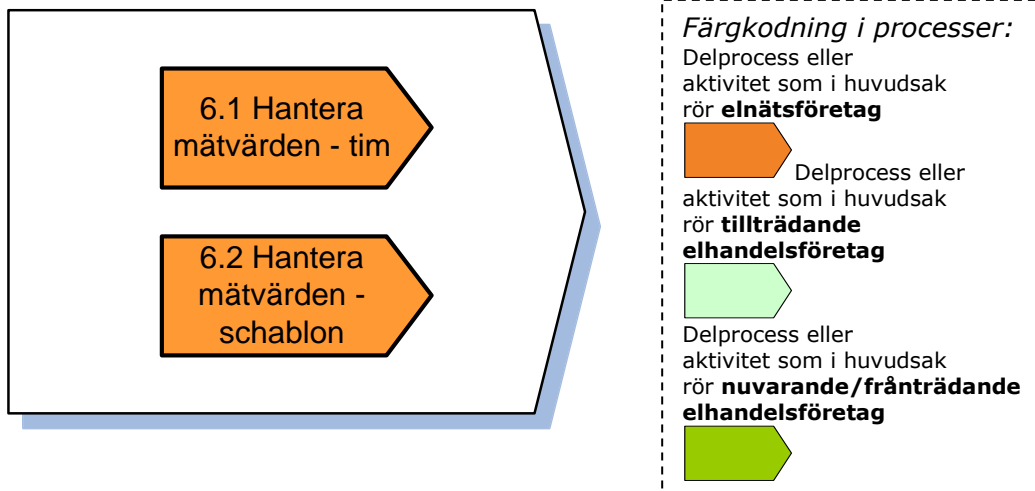 6.1 Hantera
mätvärden - tim
6.2 Hantera
mätvärden -
schablon
Färgkodning i processer:
Delprocess eller
aktivitet som i huvudsak
rör elnätsföretag
Delprocess eller
aktivitet som i huvudsak
rör tillträdande
elhandelsföretag
Delprocess eller
aktivitet som i huvudsak
rör nuvarande/frånträdande
elhandelsföretag